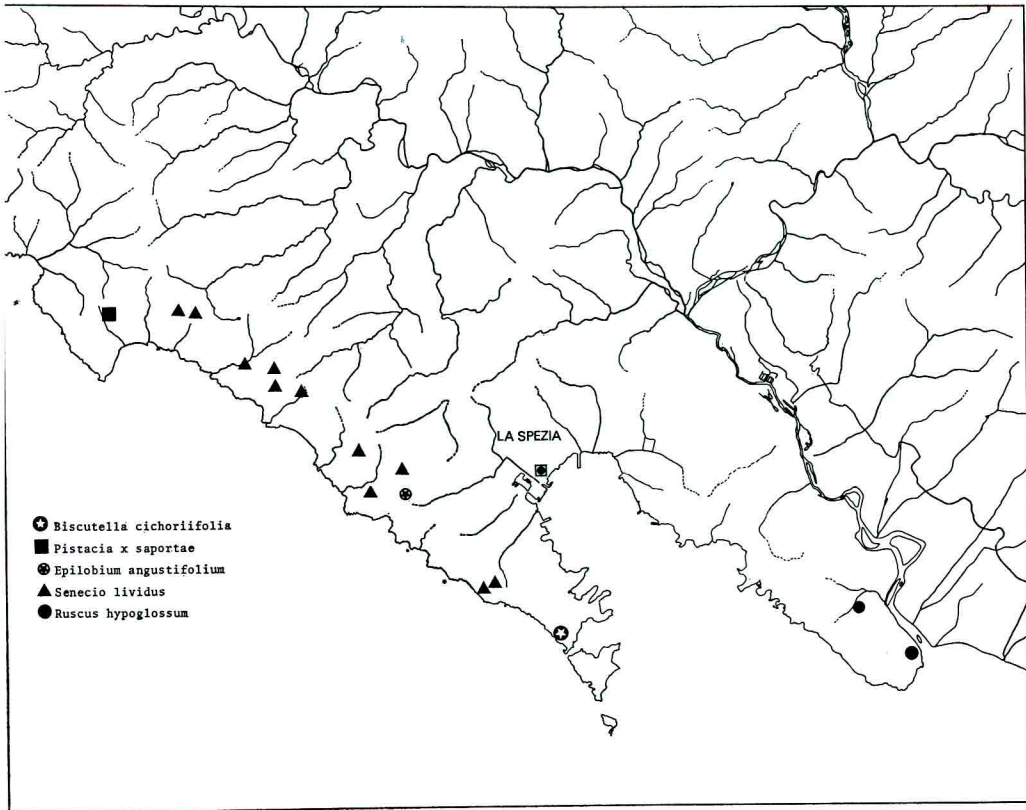 LA SPEZIA
Biscutella cichoriifolia
Pistacia x saportae
Epilobium angustifolium
Senecio lividus
Ruscus hypoglossum